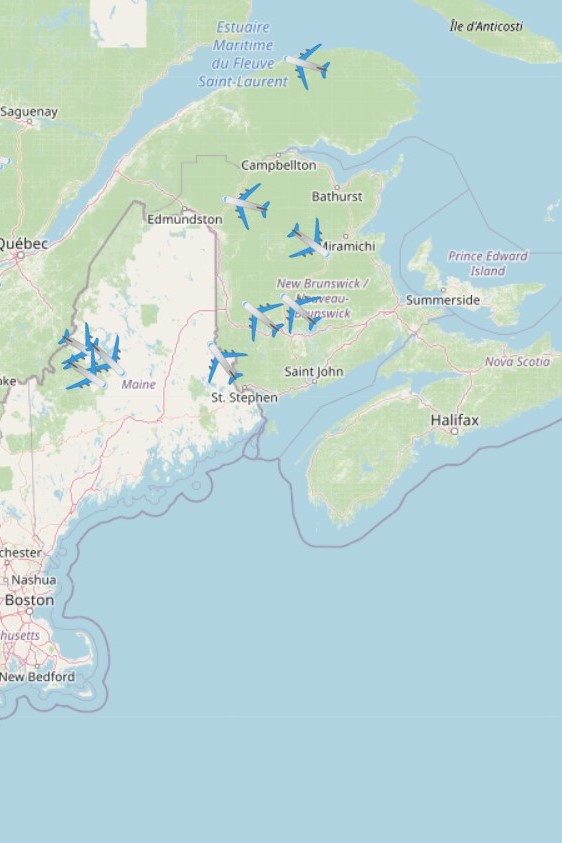 Île d'Anticosti
Estuaire
Maritime
du Fleuve
Saint-Laurent
Saguenay
Campbellton
Bathurst
Edmundston
Québec
Miramichi
Prince Edward
Island
New Brunswick /
Nouveau-
Brunswick
Summerside
Nova Scotia
Saint John
oke
Maine
St. Stephen
Halifax
chester
Nashua
Boston
husetts
New Bedford